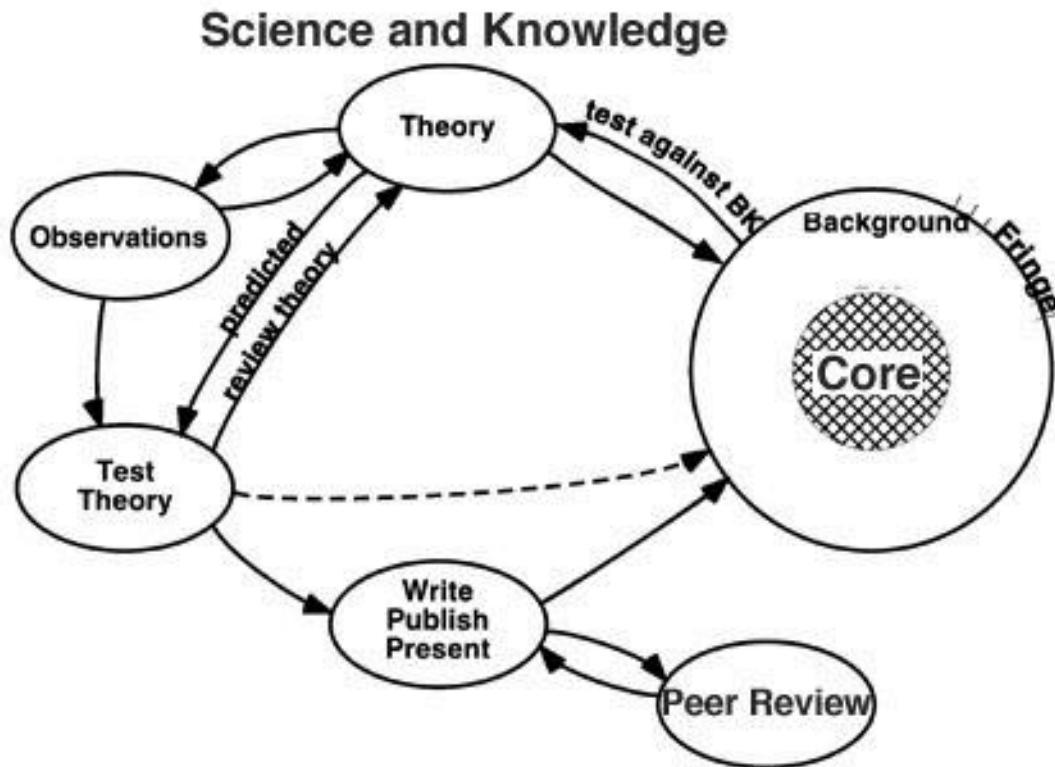 Science and Knowledge
Theory
test against BK
Observations
Background
Fringe
predicted
review theory
Core
Test
Theory
Write
Publish
Present
Peer Review